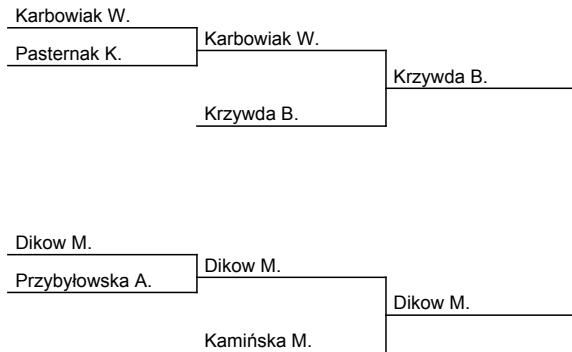 Karbowiak W.
Pasternak K.
Karbowiak W.
Krzywda B.
Krzywda B.
Dikow M.
Przybyłowska A.
Dikow M.
Kamińska M.
Dikow M.